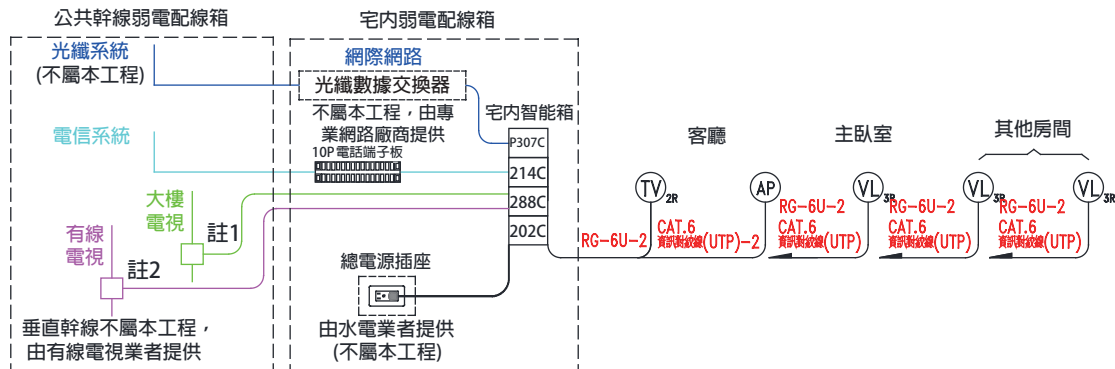 公共幹線弱電配線箱
光纖系統
(不屬本工程)
電信系統
大樓
電視
註1
有線
電視
註2
垂直幹線不屬本工程，
由有線電視業者提供
宅内弱電配線箱
網際網路
光纖數據交換器
不屬本工程，由專
業網路廠商提供
10P電話端子板
宅内智能箱
P307C
214C
288C
202C
總電源插座
由水電業者提供
(不屬本工程)
客廳
主臥室
其他房間
TV 2R
AP
VL 3R
VL 3R
VL 3R
RG-6U-2
CAT.6
資訊對絞線(UTP)-2
RG-6U-2
CAT.6
資訊對絞線(UTP)
RG-6U-2
CAT.6
資訊對絞線(UTP)
RG-6U-2
CAT.6
資訊對絞線(UTP)